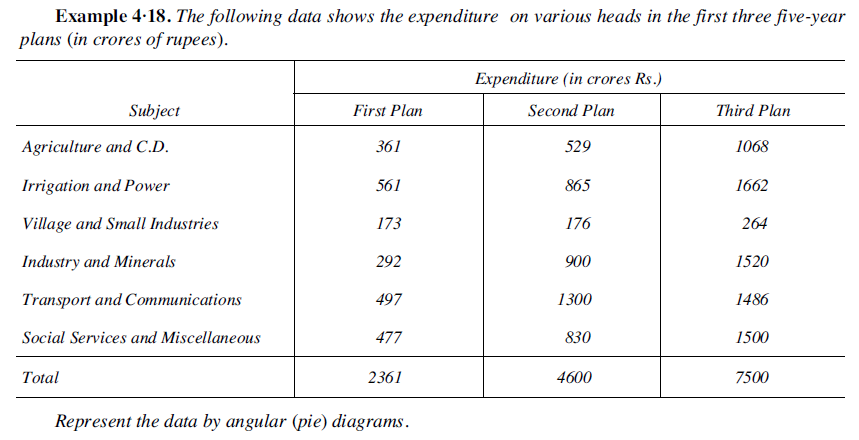 Example 4·18. The following data shows the expenditure on various heads in the first three five-year
plans (in crores of rupees).
Expenditure (in crores Rs.)
Subject First Plan Second Plan Third Plan
Agriculture and C.D. 361 529 1068
Irrigation and Power 561 865 1662
Village and Small Industries 173 176 264
Industry and Minerals 292 900 1520
Transport and Communications 497 1300 1486
Social Services and Miscellaneous 477 830 1500
Total 2361 4600 7500
Represent the data by angular (pie) diagrams.